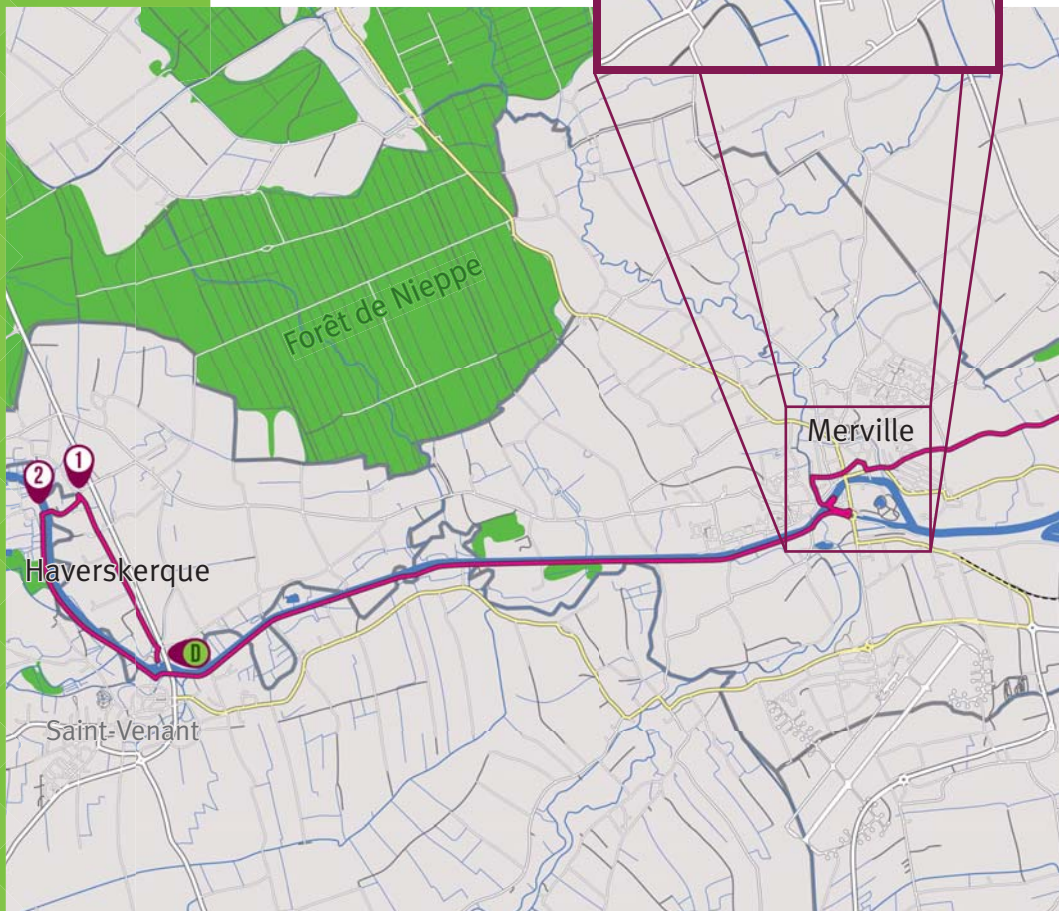 Forêt de Nieppe
Merville
2
1
Haverskerque
D
Saint-Venant